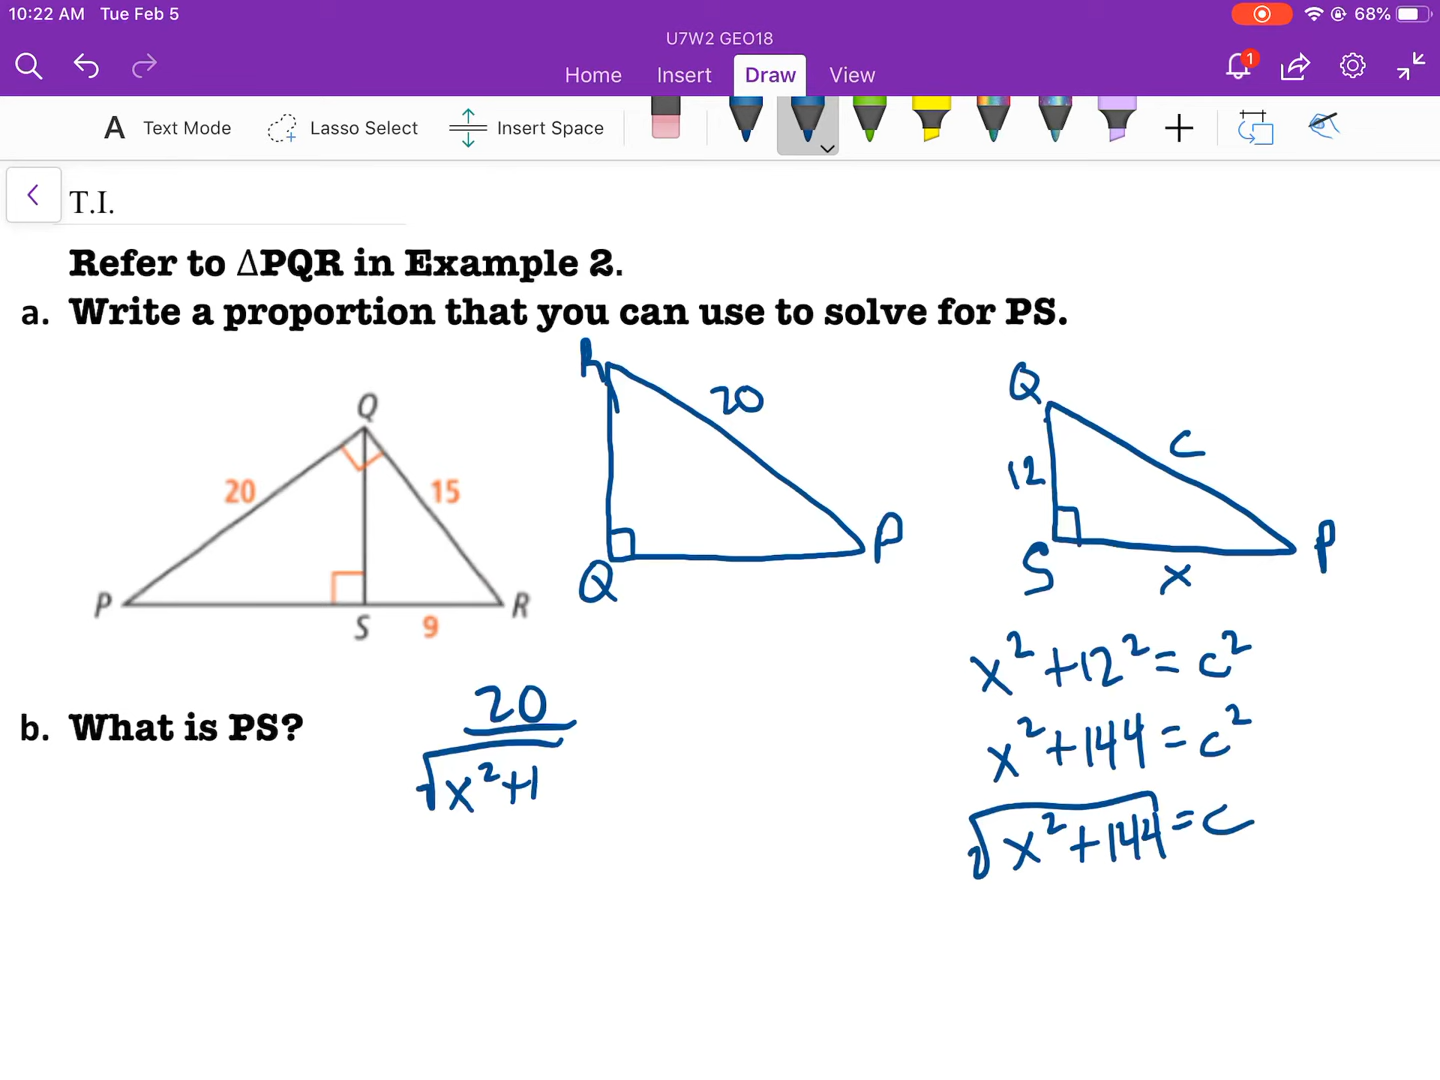 10:22 AM Tue Feb 5
68%
U7W2 GEO18
1
Home Insert Draw View
A Text Mode Lasso Select Insert Space
T.I.
Refer to △PQR in Example 2.
a. Write a proportion that you can use to solve for PS.
Q
20 15
P S 9 R
R
20
Q P
Q
12 c
S x P
x² + 12² = c²
x² + 144 = c²
√x² + 144 = c
b. What is PS?
20
√x² + 1